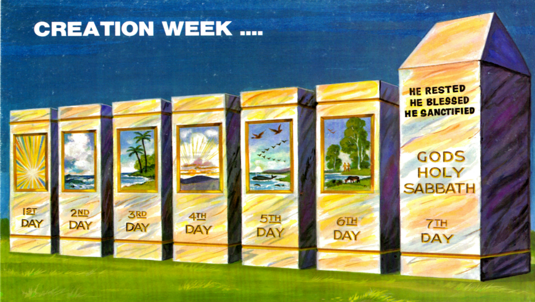 CREATION WEEK ....
1ST
DAY
2ND
DAY
3RD
DAY
4TH
DAY
5TH
DAY
6TH
DAY
HE RESTED
HE BLESSED
HE SANCTIFIED
GODS
HOLY
SABBATH
7TH
DAY